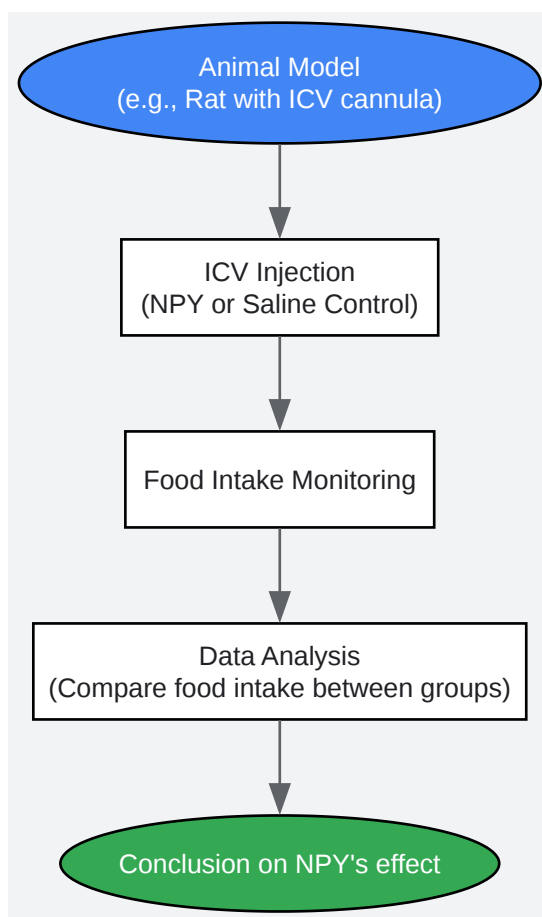 Animal Model
(e.g., Rat with ICV cannula)
ICV Injection
(NPY or Saline Control)
Food Intake Monitoring
Data Analysis
(Compare food intake between groups)
Conclusion on NPY's effect